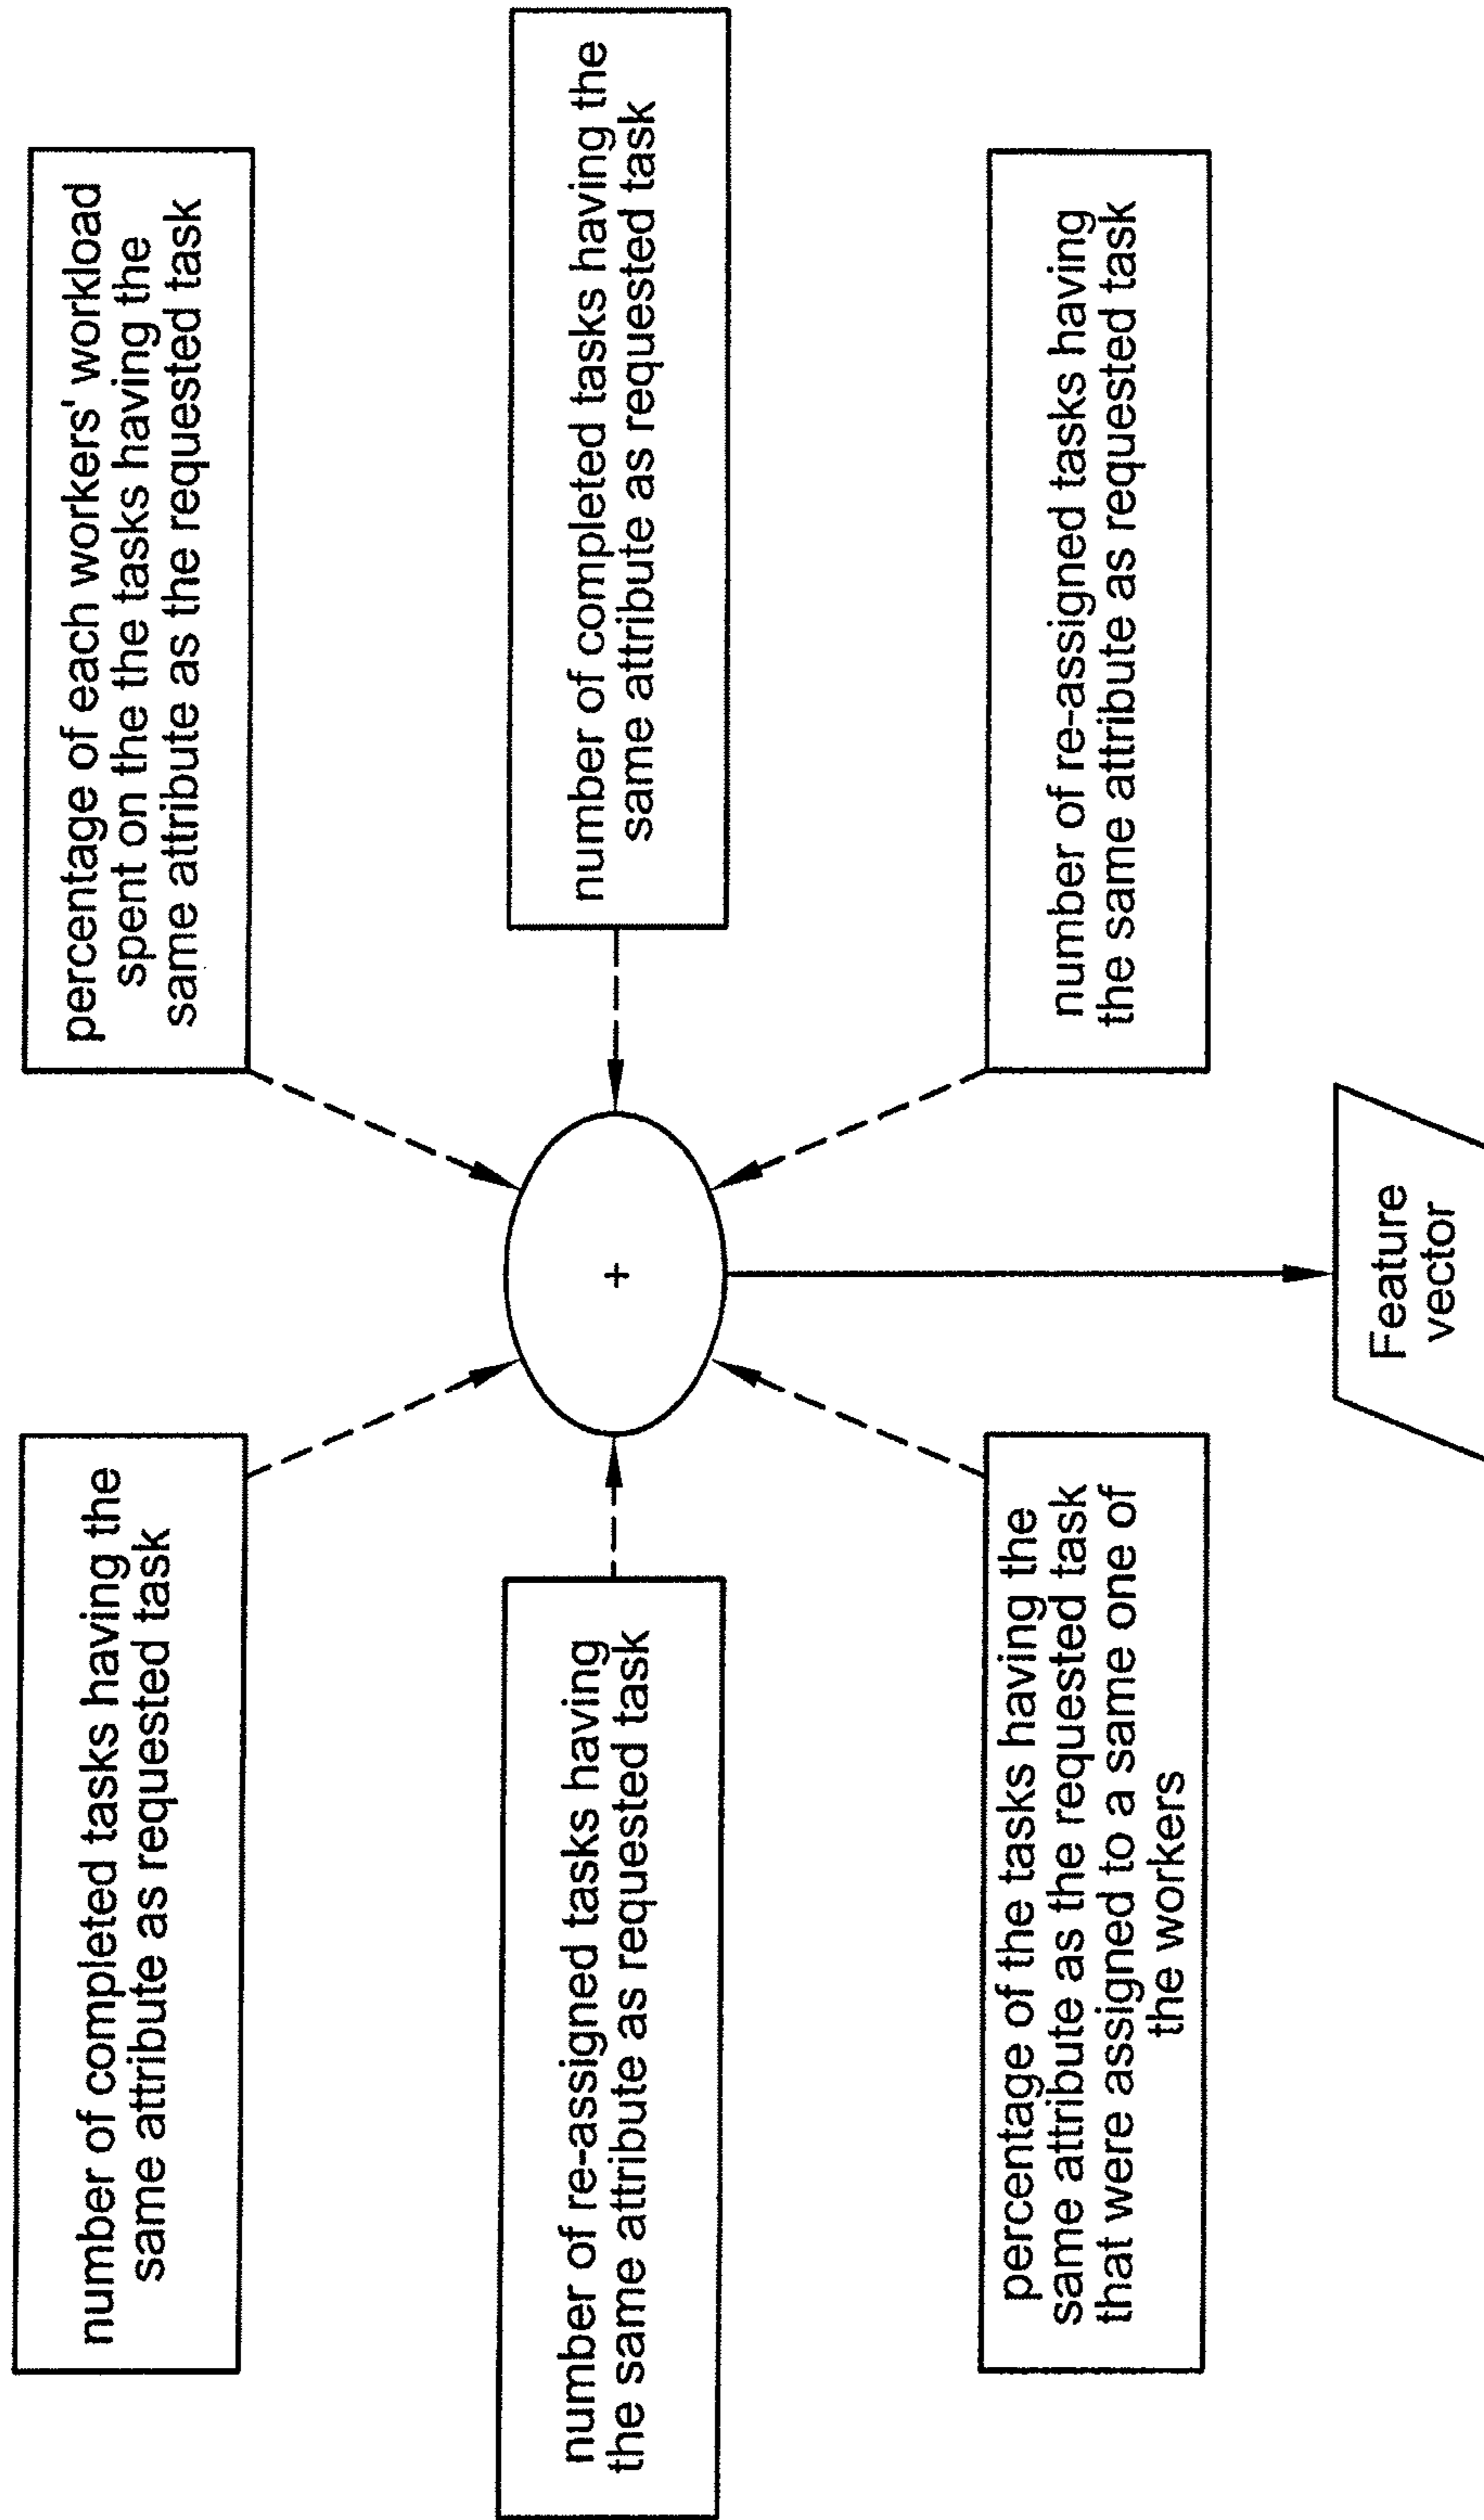 number of completed tasks having the
same attribute as requested task
percentage of each workers' workload
spent on the the tasks having the
same attribute as the requested task
number of re-assigned tasks having
the same attribute as requested task
+
number of completed tasks having the
same attribute as requested task
percentage of the tasks having the
same attribute as the requested task
that were assigned to a same one of
the workers
number of re-assigned tasks having
the same attribute as requested task
Feature
vector